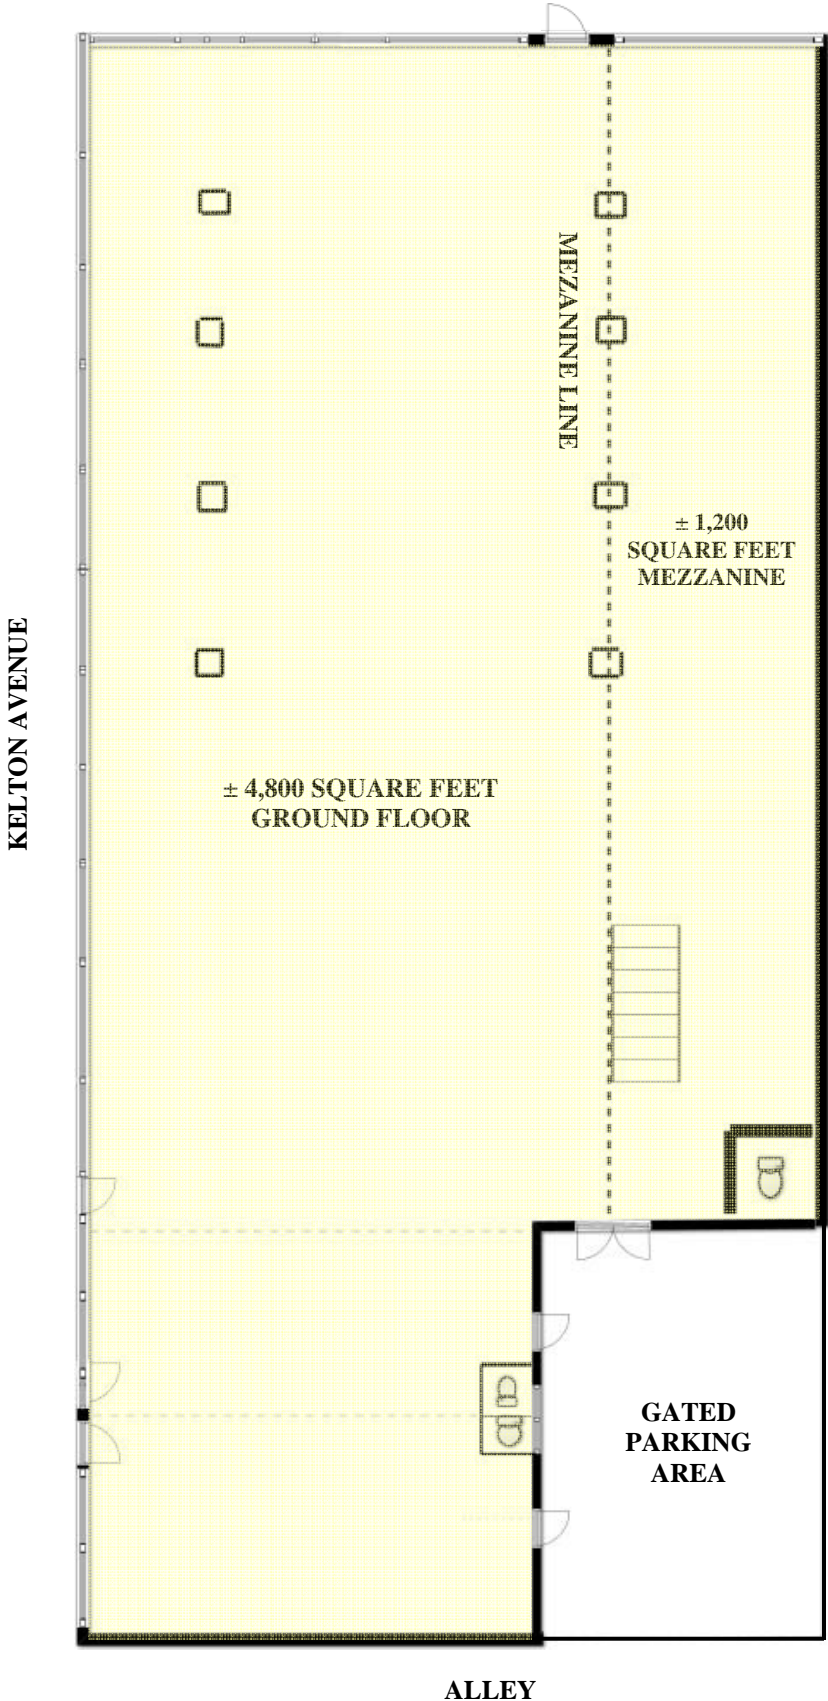 MEZANINE LINE
± 1,200
SQUARE FEET
MEZZANINE
KELTON AVENUE
± 4,800 SQUARE FEET
GROUND FLOOR
GATED
PARKING
AREA
ALLEY